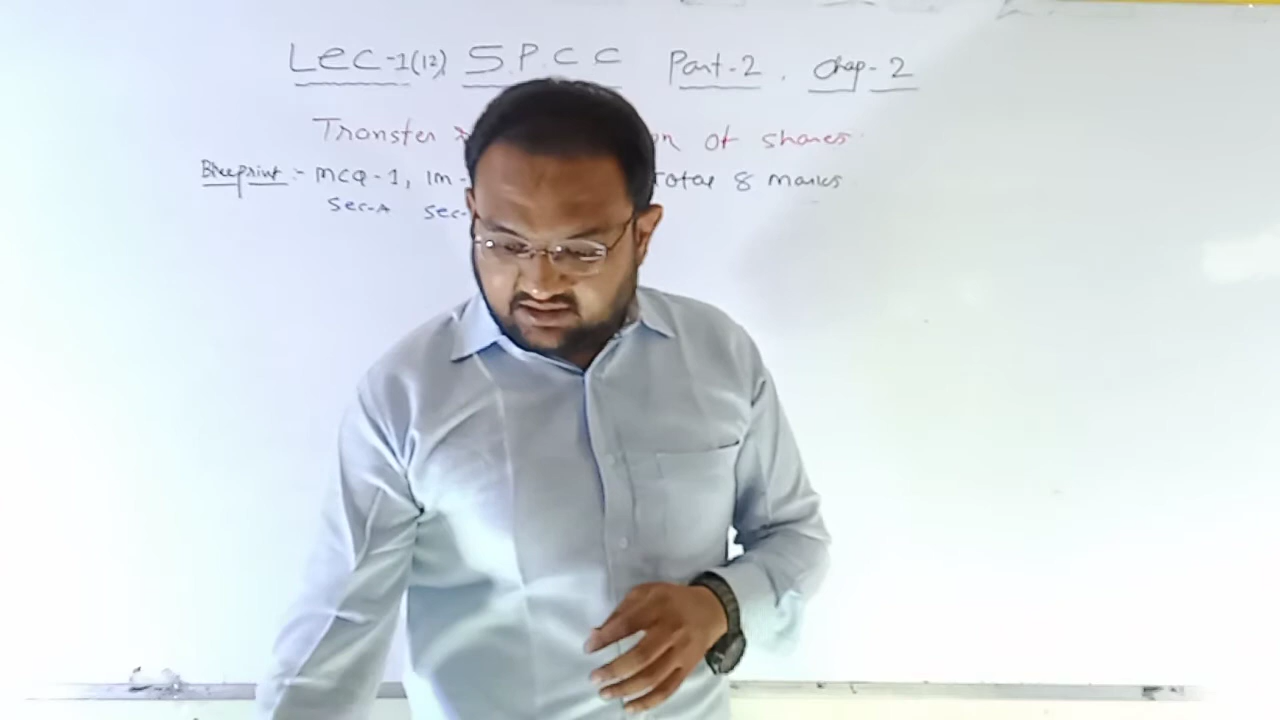 Lec-1(12) S.P.C.C Part-2, Chap-2
Transfer of shares
Blueprint:- MCQ-1, 1m- Total 8 marks
Sec-A Sec-